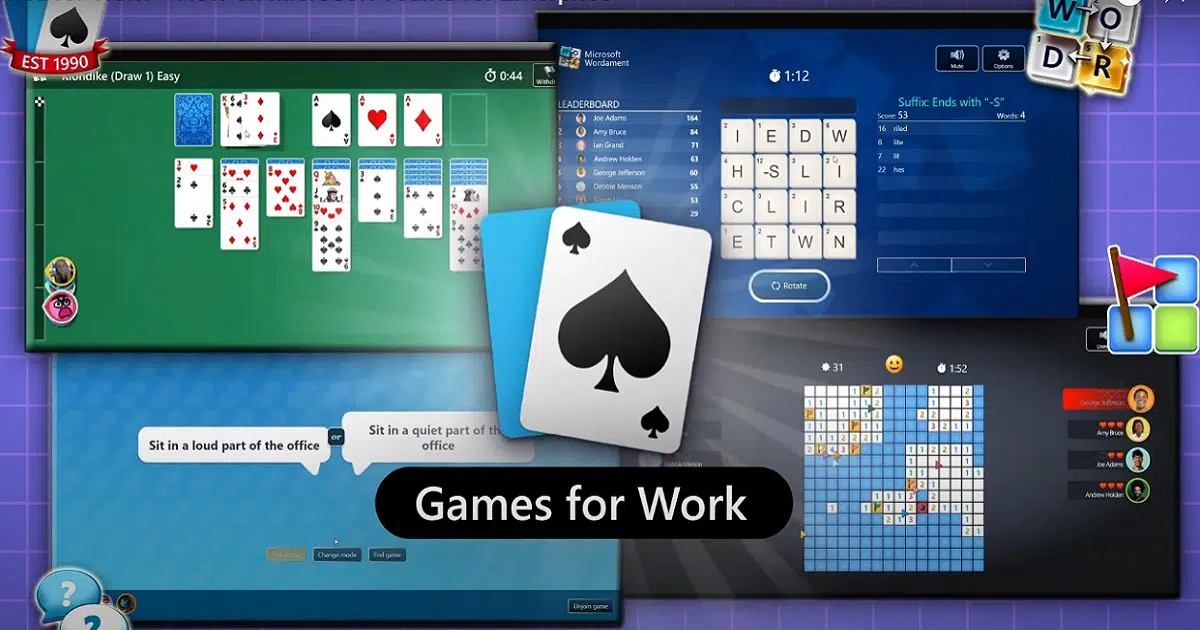 EST 1990
Klondike (Draw 1) Easy
0:44
Microsoft
Wordament
1:12
Mute
Options
W O
D R
LEADERBOARD
Joe Adams 164
Amy Bruce 84
Ian Grand 71
Andrew Holden 63
George Jefferson 60
Debbie Menson 55
53
29
I E D W
H -S L I
C L I R
E T W N
Rotate
Suffix: Ends with "-S"
Score: 53 Words: 4
16 riled
8 lite
7 lit
22 hes
Sit in a loud part of the office
or
Sit in a quiet part of the
office
Change mode
End game
Unjoin game
Games for Work
31
1:52
George Jefferson
Amy Bruce
Joe Adams
Andrew Holden
Debbie Menson
?
?